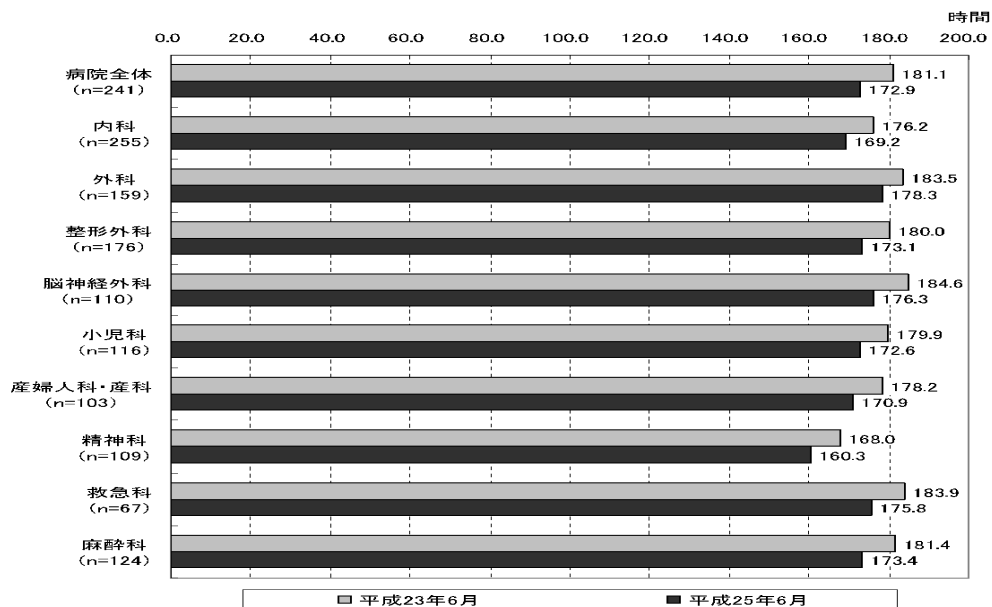 時間
0.0 20.0 40.0 60.0 80.0 100.0 120.0 140.0 160.0 180.0 200.0
病院全体
(n=241)
181.1
172.9
内科
(n=255)
176.2
169.2
外科
(n=159)
183.5
178.3
整形外科
(n=176)
180.0
173.1
脳神経外科
(n=110)
184.6
176.3
小児科
(n=116)
179.9
172.6
産婦人科・産科
(n=103)
178.2
170.9
精神科
(n=109)
168.0
160.3
救急科
(n=67)
183.9
175.8
麻酔科
(n=124)
181.4
173.4
平成23年6月 平成25年6月